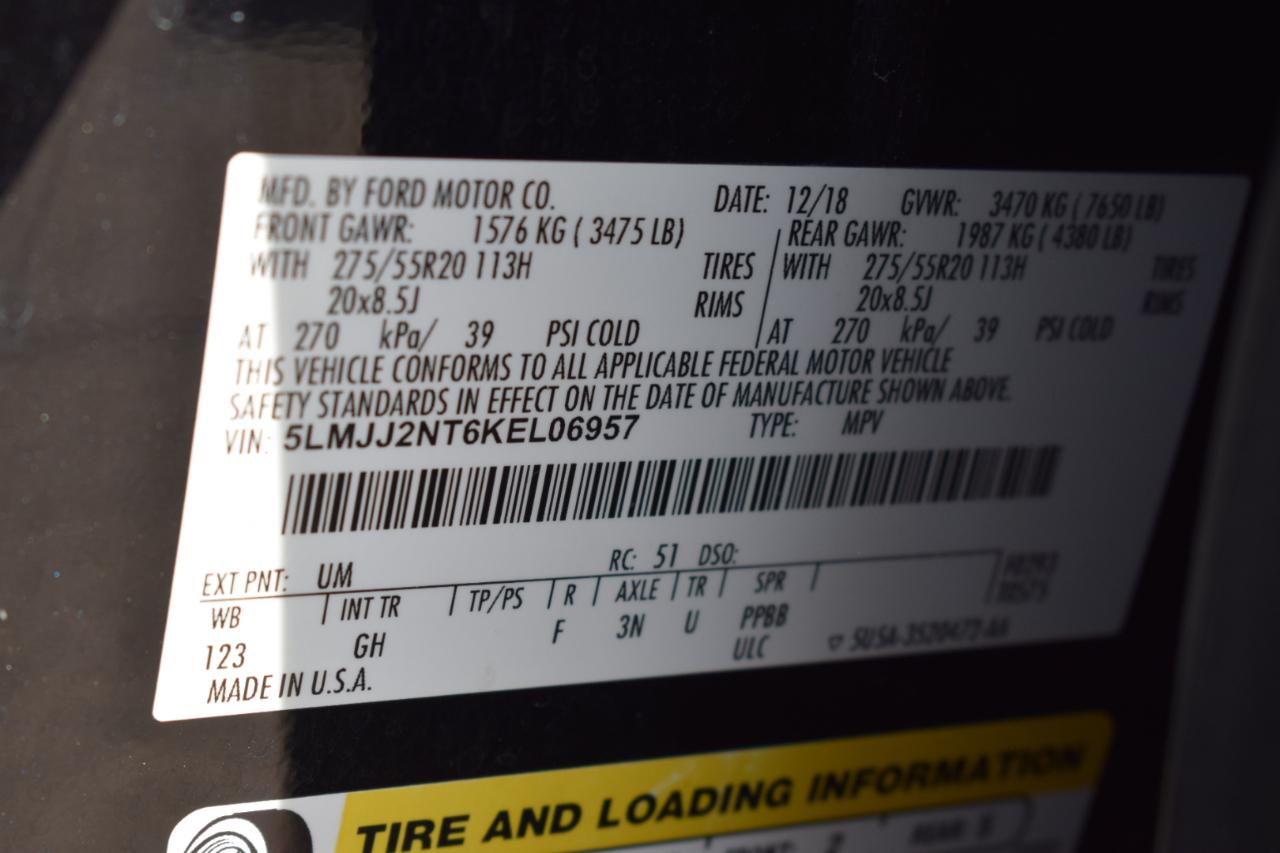 MFD. BY FORD MOTOR CO. DATE: 12/18 GVWR: 3470 KG ( 7650 LB)
FRONT GAWR: 1576 KG ( 3475 LB) REAR GAWR: 1987 KG ( 4380 LB)
WITH 275/55R20 113H TIRES WITH 275/55R20 113H TIRES
20x8.5J RIMS 20x8.5J RIMS
AT 270 kPa/ 39 PSI COLD AT 270 kPa/ 39 PSI COLD
THIS VEHICLE CONFORMS TO ALL APPLICABLE FEDERAL MOTOR VEHICLE
SAFETY STANDARDS IN EFFECT ON THE DATE OF MANUFACTURE SHOWN ABOVE.
VIN: 5LMJJ2NT6KEL06957 TYPE: MPV
EXT PNT: UM RC: 51 DSO:
WB INT TR TP/PS R AXLE TR SPR
123 GH F 3N U PPBB
ULC
MADE IN U.S.A.
TIRE AND LOADING INFORMATION